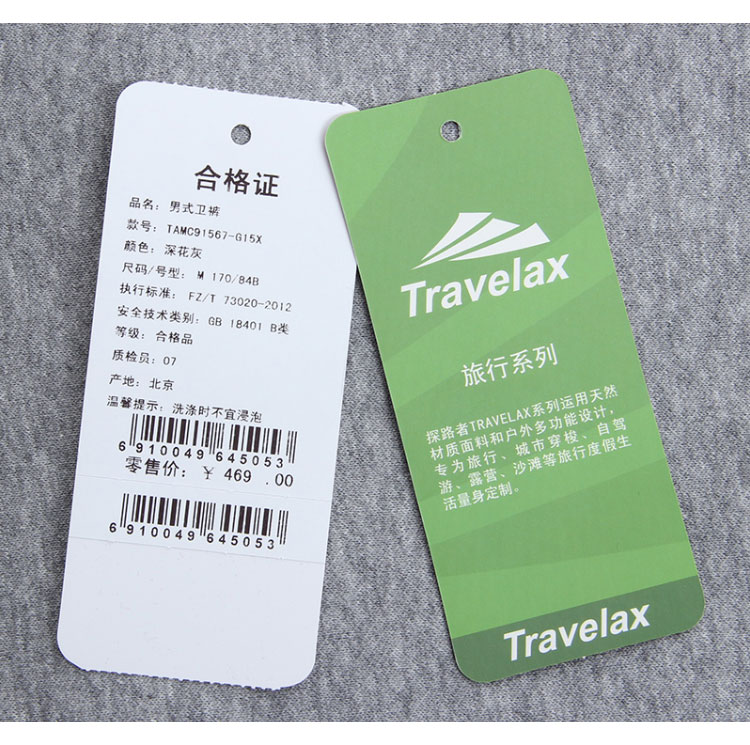 合格证
品名: 男式卫裤
款号: TAMC91567-G15X
颜色: 深花灰
尺码/号型: M 170/84B
执行标准: FZ/T 73020-2012
安全技术类别: GB 18401 B类
等级: 合格品
质检员: 07
产地: 北京
温馨提示: 洗涤时不宜浸泡
6 910049 645053
零售价: ¥ 469 .00
6 910049 645053
Travelax
旅行系列
探路者TRAVELAX系列运用天然
材质面料和户外多功能设计,
专为旅行、城市穿梭、自驾
游、露营、沙滩等旅行度假生
活量身定制。
Travelax